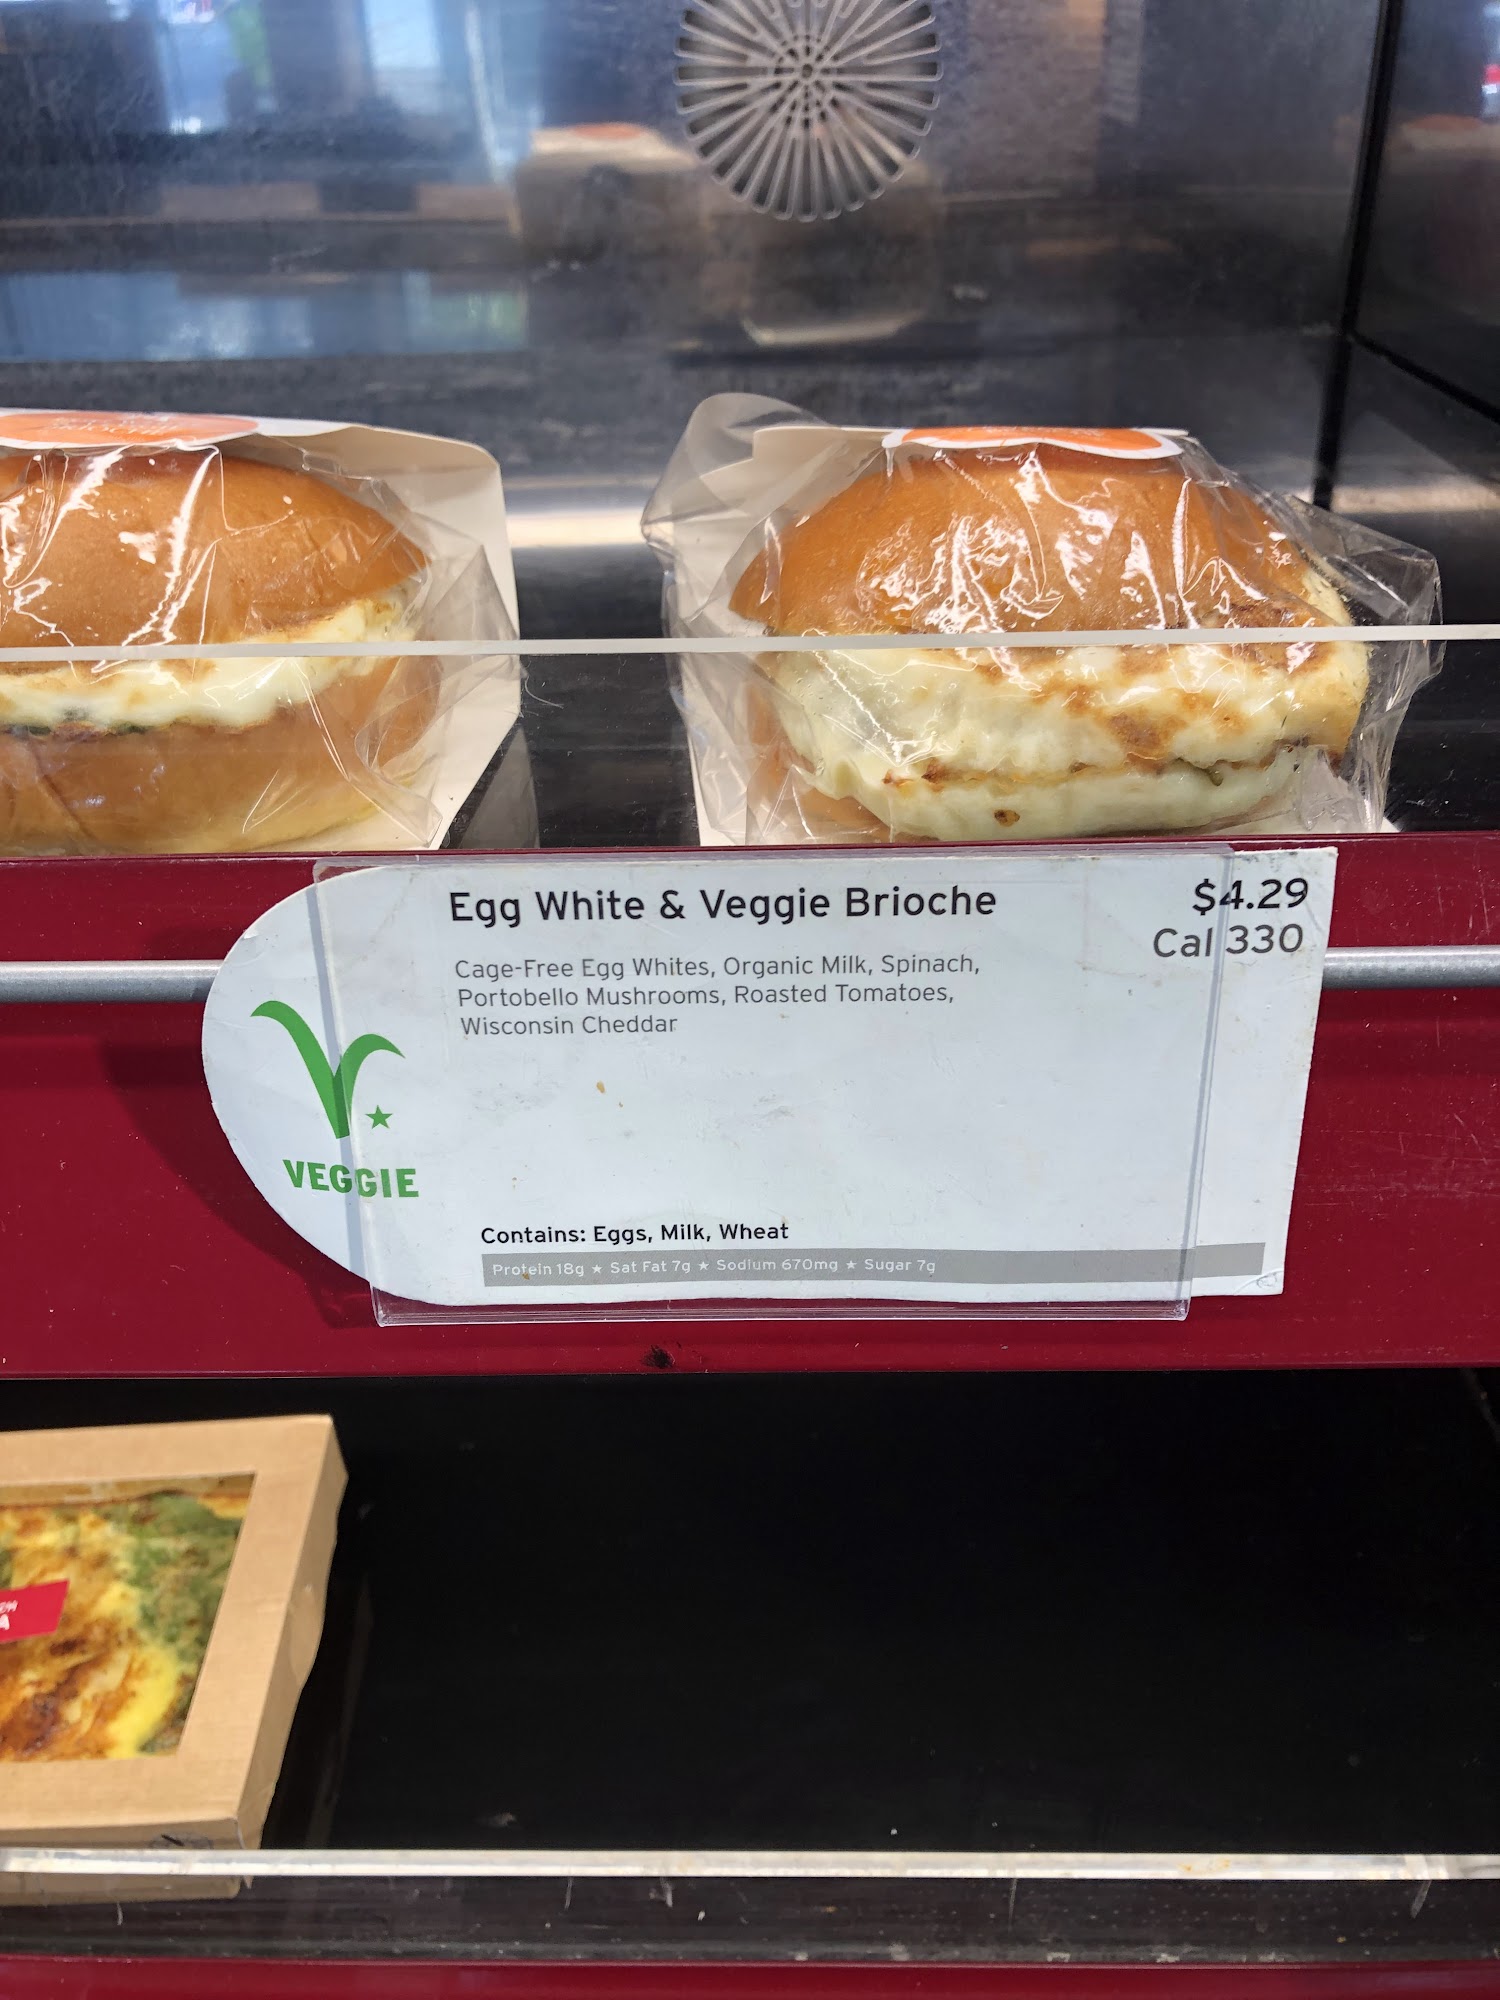 Egg White & Veggie Brioche
$4.29
Cal 330
Cage-Free Egg Whites, Organic Milk, Spinach,
Portobello Mushrooms, Roasted Tomatoes,
Wisconsin Cheddar
VEGGIE
Contains: Eggs, Milk, Wheat
Protein 18g ★ Sat Fat 7g ★ Sodium 670mg ★ Sugar 7g